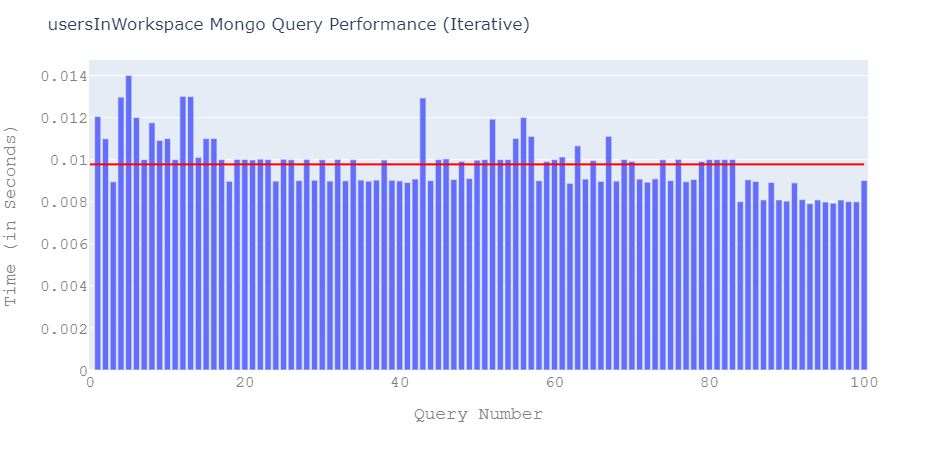 usersInWorkspace Mongo Query Performance (Iterative)
Time (in Seconds)
0.014
0.012
0.01
0.008
0.006
0.004
0.002
0
0 20 40 60 80 100
Query Number